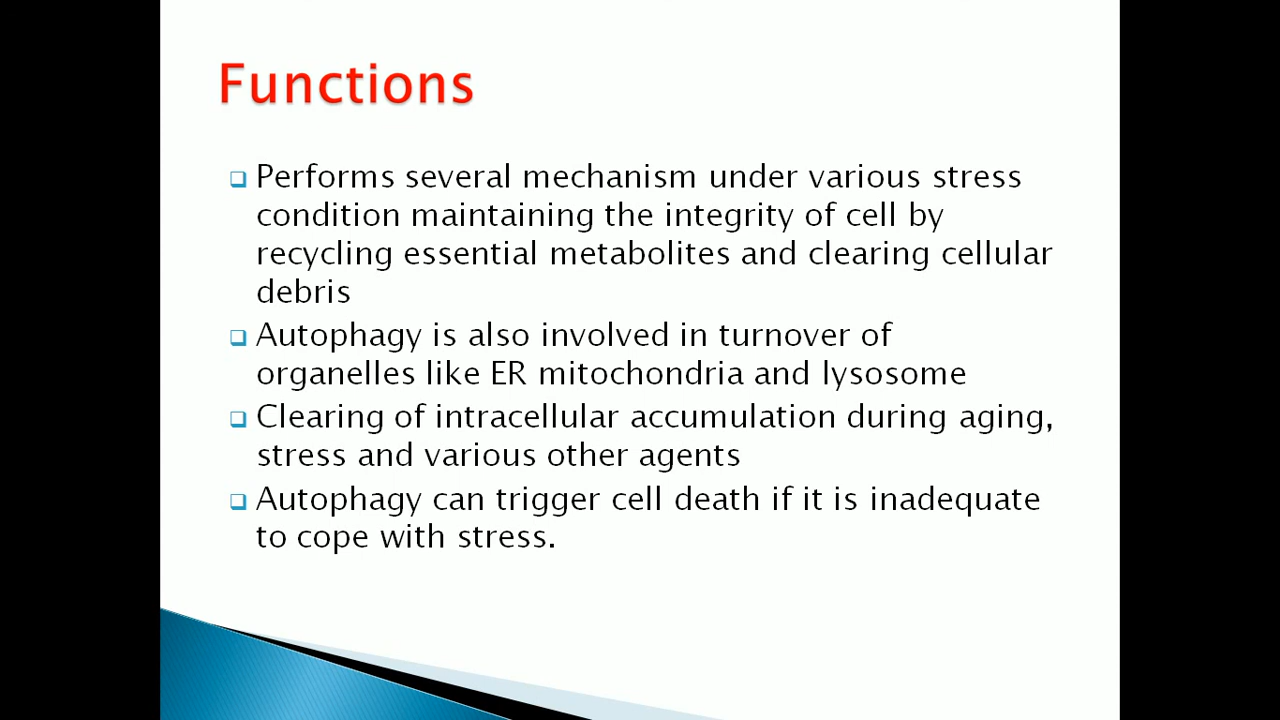 Functions
Performs several mechanism under various stress
condition maintaining the integrity of cell by
recycling essential metabolites and clearing cellular
debris
Autophagy is also involved in turnover of
organelles like ER mitochondria and lysosome
Clearing of intracellular accumulation during aging,
stress and various other agents
Autophagy can trigger cell death if it is inadequate
to cope with stress.